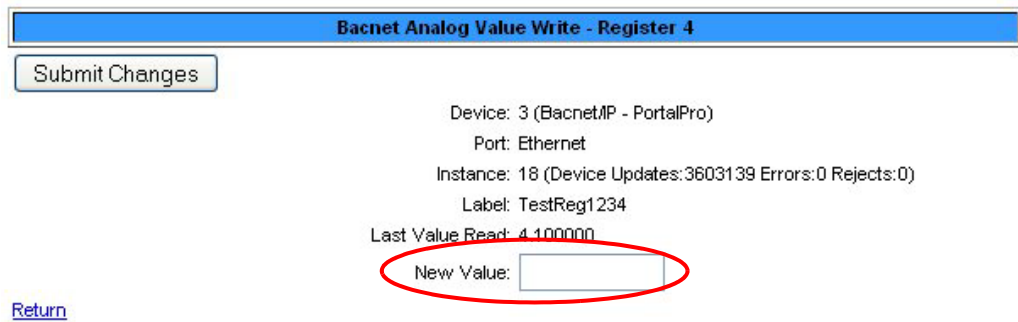 Bacnet Analog Value Write - Register 4
Submit Changes
Device: 3 (Bacnet/IP - PortalPro)
Port: Ethernet
Instance: 18 (Device Updates:3603139 Errors:0 Rejects:0)
Label: TestReg1234
Last Value Read: 4.100000
New Value:
Return